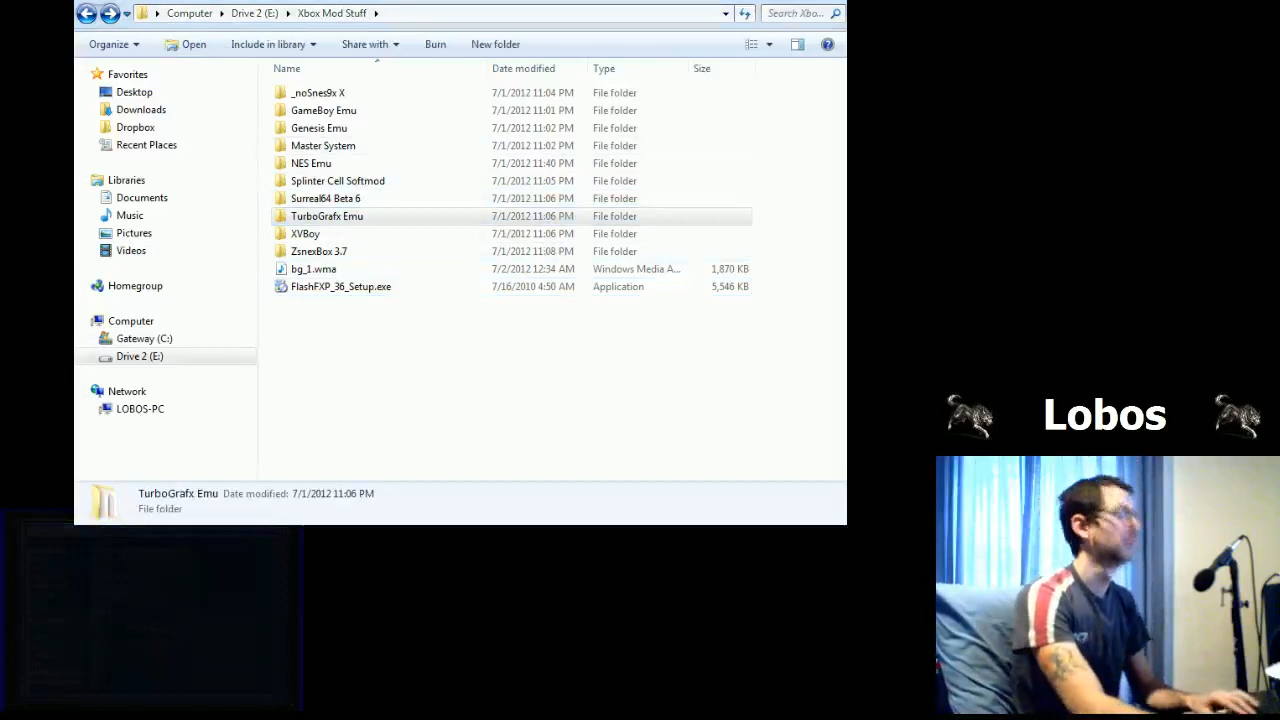 Computer Drive 2 (E:) Xbox Mod Stuff Search Xbo...
Organize Open Include in library Share with Burn New folder
Name Date modified Type Size
Favorites
Desktop
Downloads
Dropbox
Recent Places
Libraries
Documents
Music
Pictures
Videos
Homegroup
Computer
Gateway (C:)
Drive 2 (E:)
Network
LOBOS-PC
_noSnes9x X 7/1/2012 11:04 PM File folder
GameBoy Emu 7/1/2012 11:01 PM File folder
Genesis Emu 7/1/2012 11:02 PM File folder
Master System 7/1/2012 11:02 PM File folder
NES Emu 7/1/2012 11:40 PM File folder
Splinter Cell Softmod 7/1/2012 11:05 PM File folder
Surreal64 Beta 6 7/1/2012 11:06 PM File folder
TurboGrafx Emu 7/1/2012 11:06 PM File folder
XVBoy 7/1/2012 11:06 PM File folder
ZsnexBox 3.7 7/1/2012 11:08 PM File folder
bg_1.wma 7/2/2012 12:34 AM Windows Media A... 1,870 KB
FlashFXP_36_Setup.exe 7/16/2010 4:50 AM Application 5,546 KB
TurboGrafx Emu Date modified: 7/1/2012 11:06 PM
File folder
Lobos